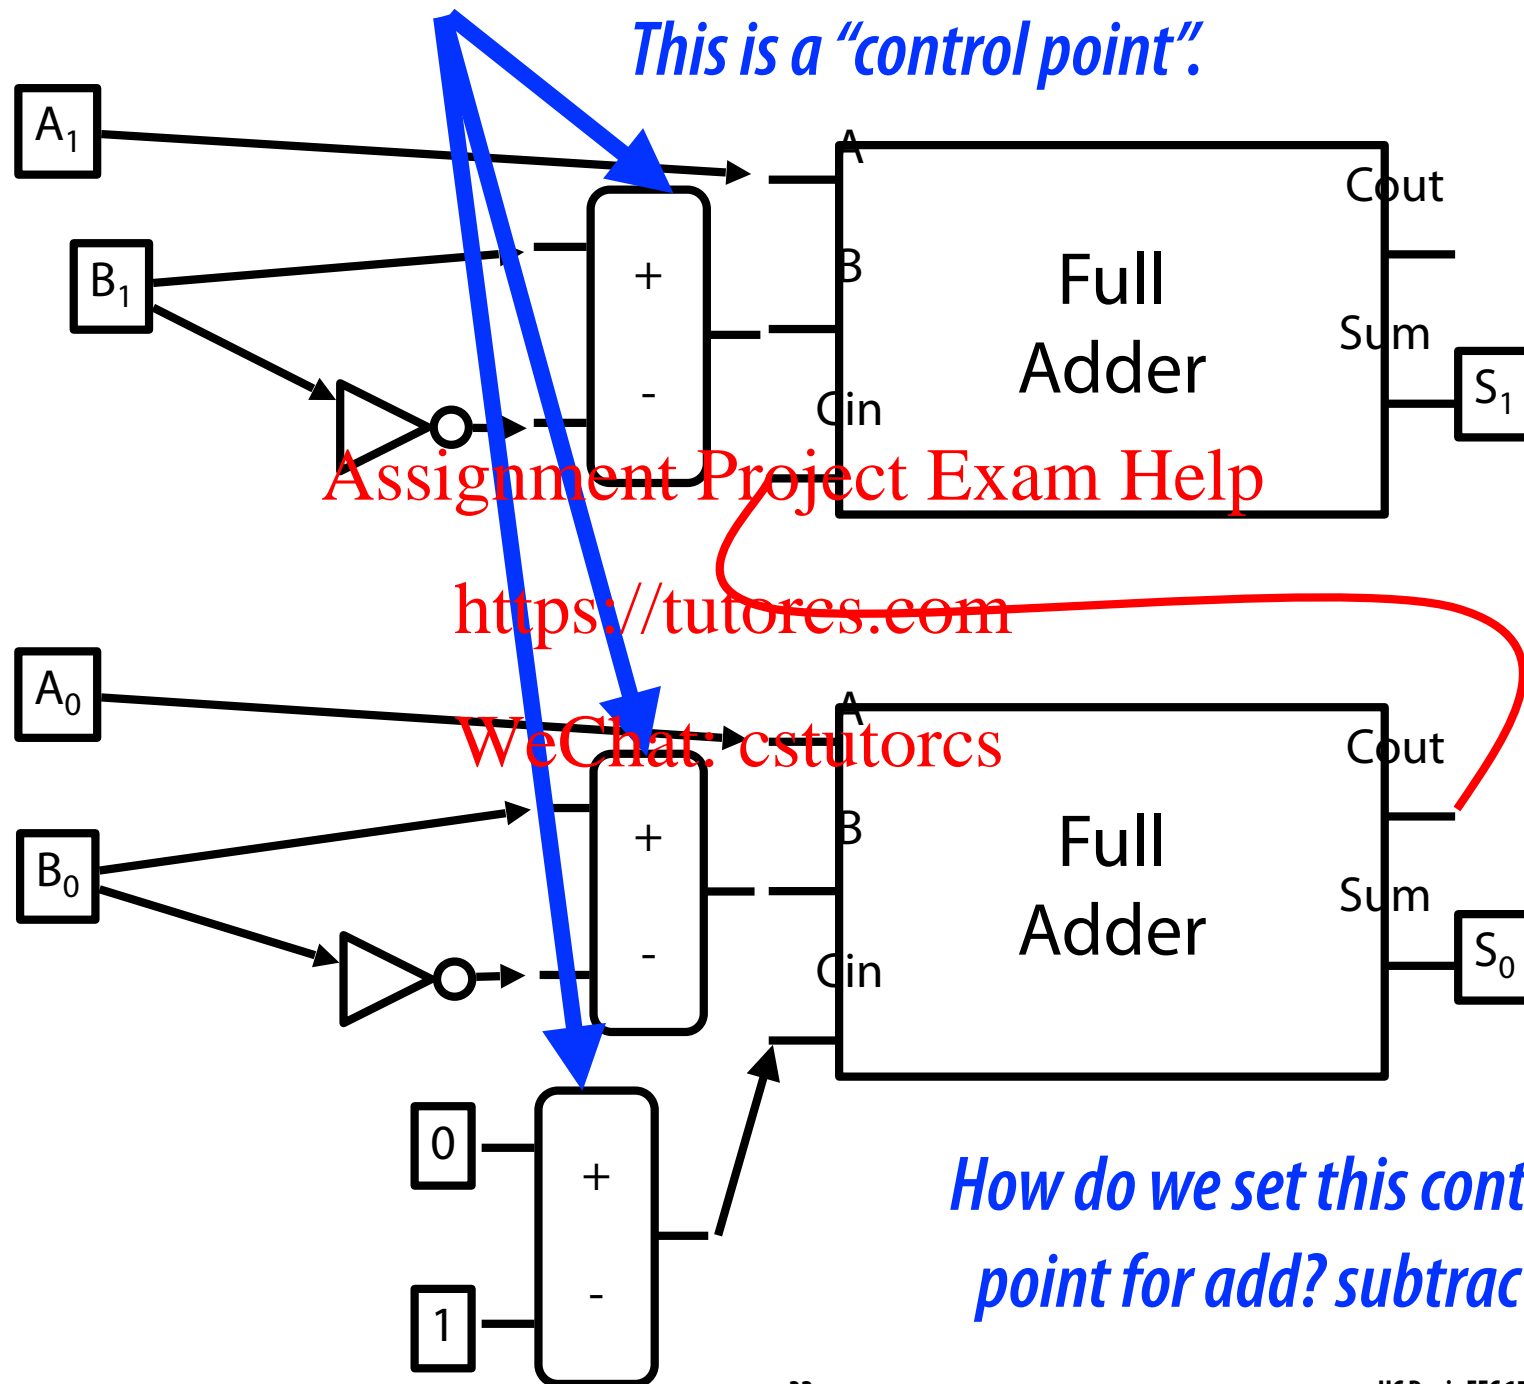 This is a “control point”.
A₁
A
Cout
B₁
+
B
Full
Adder
Sum
S₁
-
Cin
Assignment Project Exam Help
https://tutorcs.com
A₀
A
WeChat: cstutorcs
Cout
B₀
+
B
Full
Adder
Sum
S₀
-
Cin
0
+
How do we set this cont
point for add? subtrac
1
-